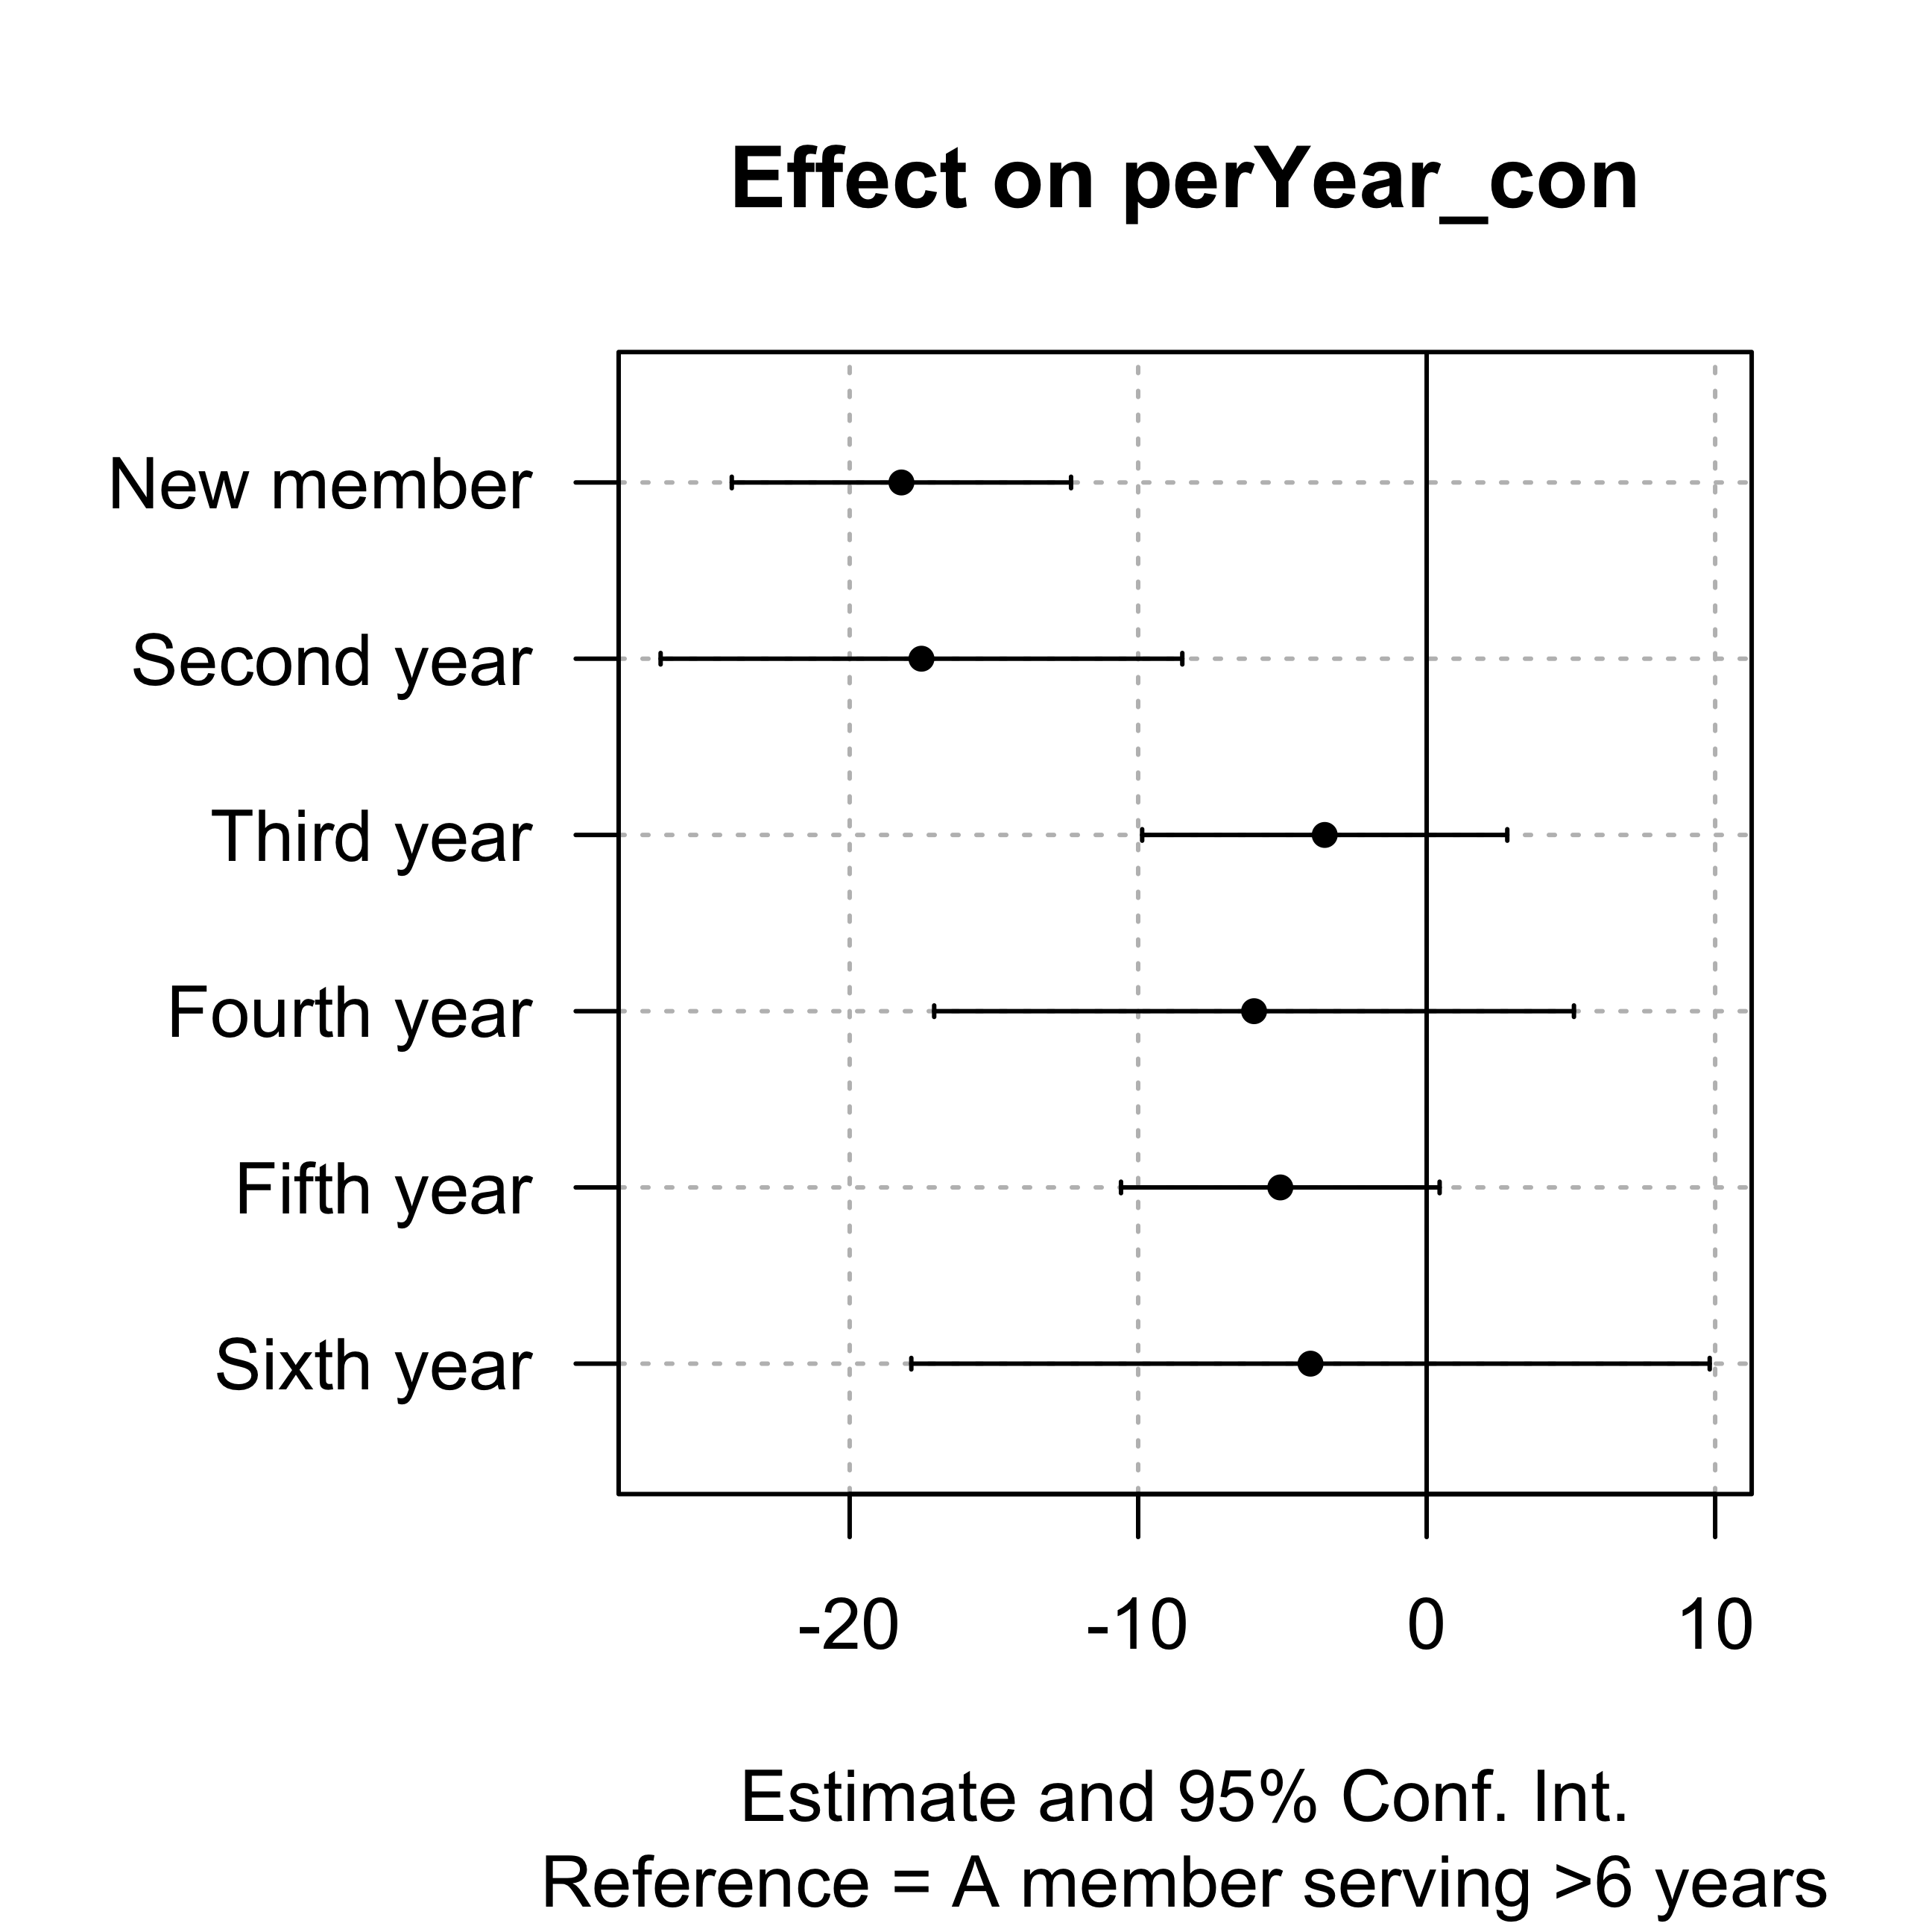 Effect on perYear_con
New member
Second year
Third year
Fourth year
Fifth year
Sixth year
-20 -10 0 10
Estimate and 95% Conf. Int.
Reference = A member serving >6 years